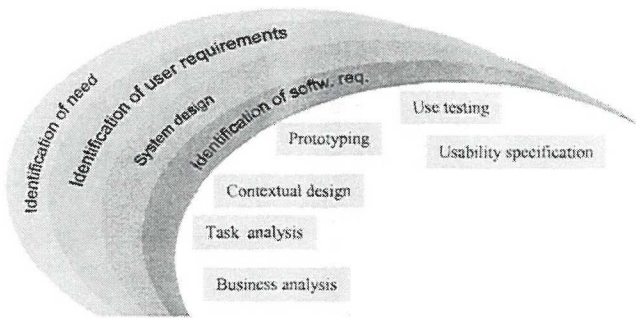 Identification of need
Identification of user requirements
System design
Identification of softw. req.
Use testing
Prototyping
Usability specification
Contextual design
Task analysis
Business analysis